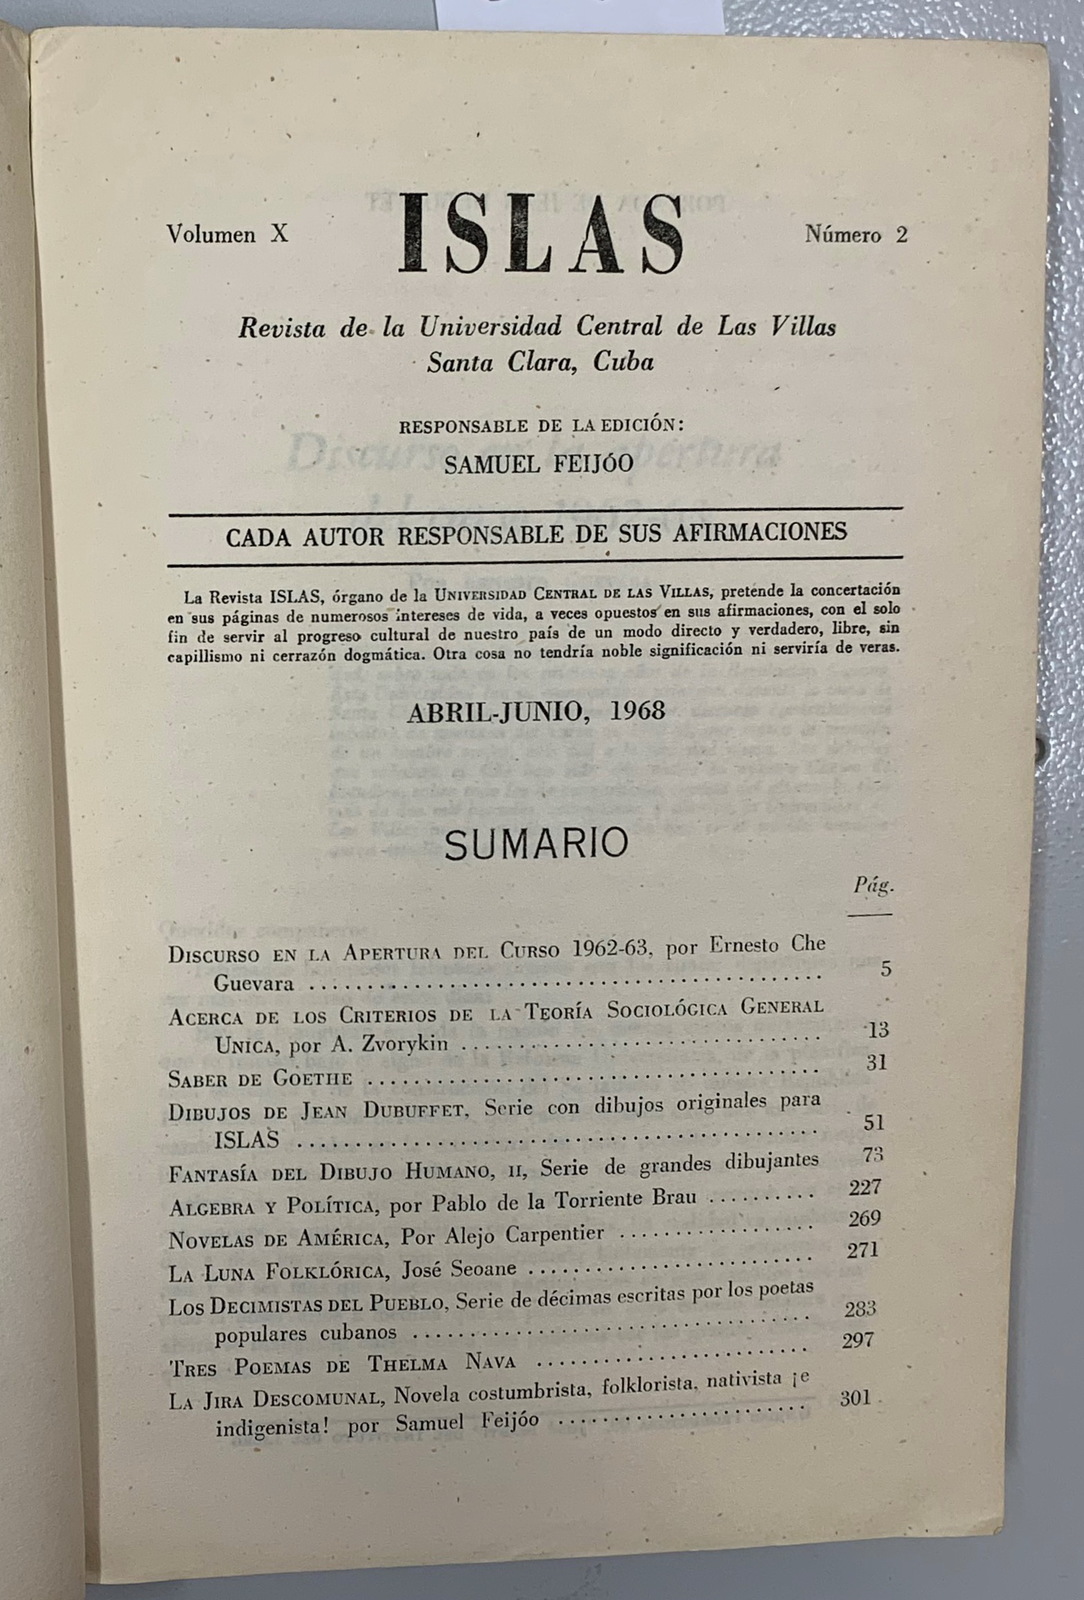 Volumen X
ISLAS
Número 2
Revista de la Universidad Central de Las Villas
Santa Clara, Cuba
RESPONSABLE DE LA EDICIÓN:
SAMUEL FEIJÓO
CADA AUTOR RESPONSABLE DE SUS AFIRMACIONES
La Revista ISLAS, órgano de la UNIVERSIDAD CENTRAL DE LAS VILLAS, pretende la concertación
en sus páginas de numerosos intereses de vida, a veces opuestos en sus afirmaciones, con el solo
fin de servir al progreso cultural de nuestro país de un modo directo y verdadero, libre, sin
capillismo ni cerrazón dogmática. Otra cosa no tendría noble significación ni serviría de veras.
ABRIL-JUNIO, 1968
SUMARIO
Pág.
DISCURSO EN LA APERTURA DEL CURSO 1962-63, por Ernesto Che
Guevara ........................................ 5
ACERCA DE LOS CRITERIOS DE LA TEORÍA SOCIOLÓGICA GENERAL
UNICA, por A. Zvorykin ........................................ 13
SABER DE GOETHE ........................................ 31
DIBUJOS DE JEAN DUBUFFET, Serie con dibujos originales para
ISLAS ........................................ 51
FANTASÍA DEL DIBUJO HUMANO, II, Serie de grandes dibujantes 73
ALGEBRA Y POLÍTICA, por Pablo de la Torriente Brau .......... 227
NOVELAS DE AMÉRICA, Por Alejo Carpentier .................. 269
LA LUNA FOLKLÓRICA, José Seoane ........................ 271
LOS DECIMISTAS DEL PUEBLO, Serie de décimas escritas por los poetas
populares cubanos ................................ 283
TRES POEMAS DE THELMA NAVA ........................ 297
LA JIRA DESCOMUNAL, Novela costumbrista, folklorista, nativista ¡e
indigenista! por Samuel Feijóo .................... 301